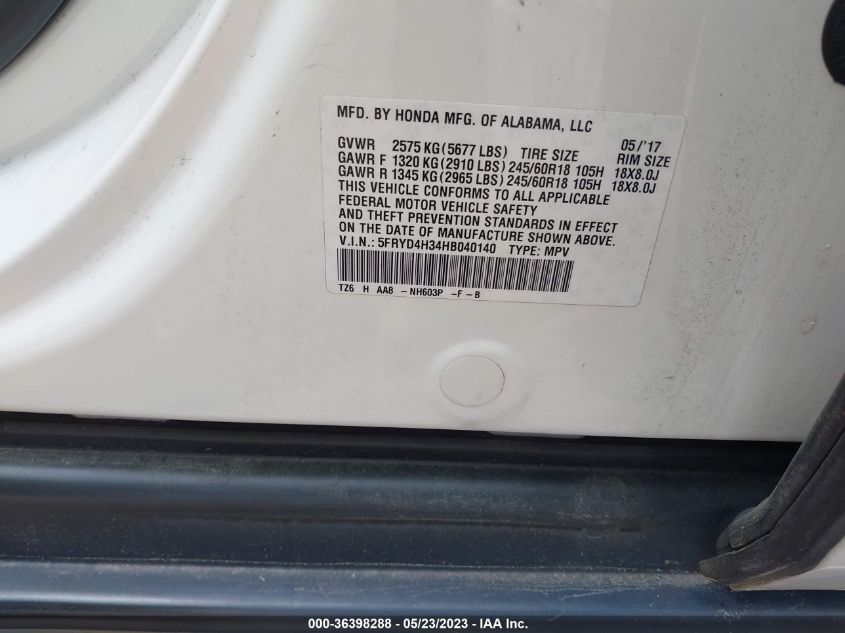 MFD. BY HONDA MFG. OF ALABAMA, LLC
GVWR 2575 KG (5677 LBS) TIRE SIZE 05/'17 RIM SIZE
GAWR F 1320 KG (2910 LBS) 245/60R18 105H 18X8.0J
GAWR R 1345 KG (2965 LBS) 245/60R18 105H 18X8.0J
THIS VEHICLE CONFORMS TO ALL APPLICABLE
FEDERAL MOTOR VEHICLE SAFETY
AND THEFT PREVENTION STANDARDS IN EFFECT
ON THE DATE OF MANUFACTURE SHOWN ABOVE.
V.I.N.: 5FRYD4H34HB040140 TYPE: MPV
TZ6 H AA8 -NH603P -F-B
000-36398288 - 05/23/2023 - IAA Inc.